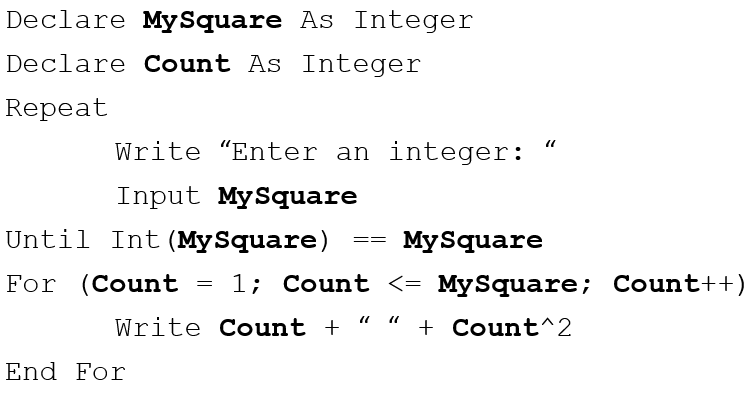 Declare MySquare As Integer
Declare Count As Integer
Repeat
Write “Enter an integer: “
Input MySquare
Until Int(MySquare) == MySquare
For (Count = 1; Count <= MySquare; Count++)
Write Count + “ “ + Count^2
End For